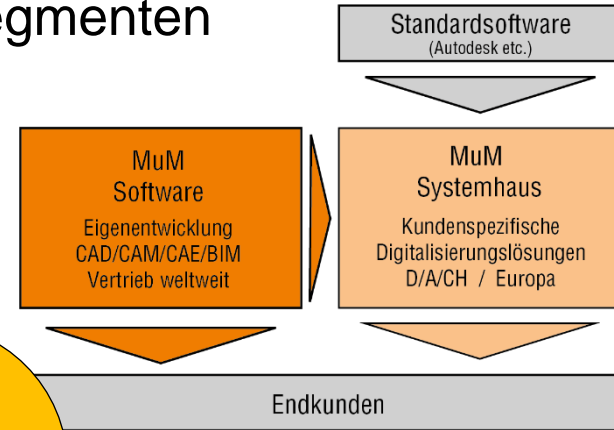 egmenten
Standardsoftware
(Autodesk etc.)
MuM
Software
Eigenentwicklung
CAD/CAM/CAE/BIM
Vertrieb weltweit
MuM
Systemhaus
Kundenspezifische
Digitalisierungslösungen
D/A/CH / Europa
Endkunden